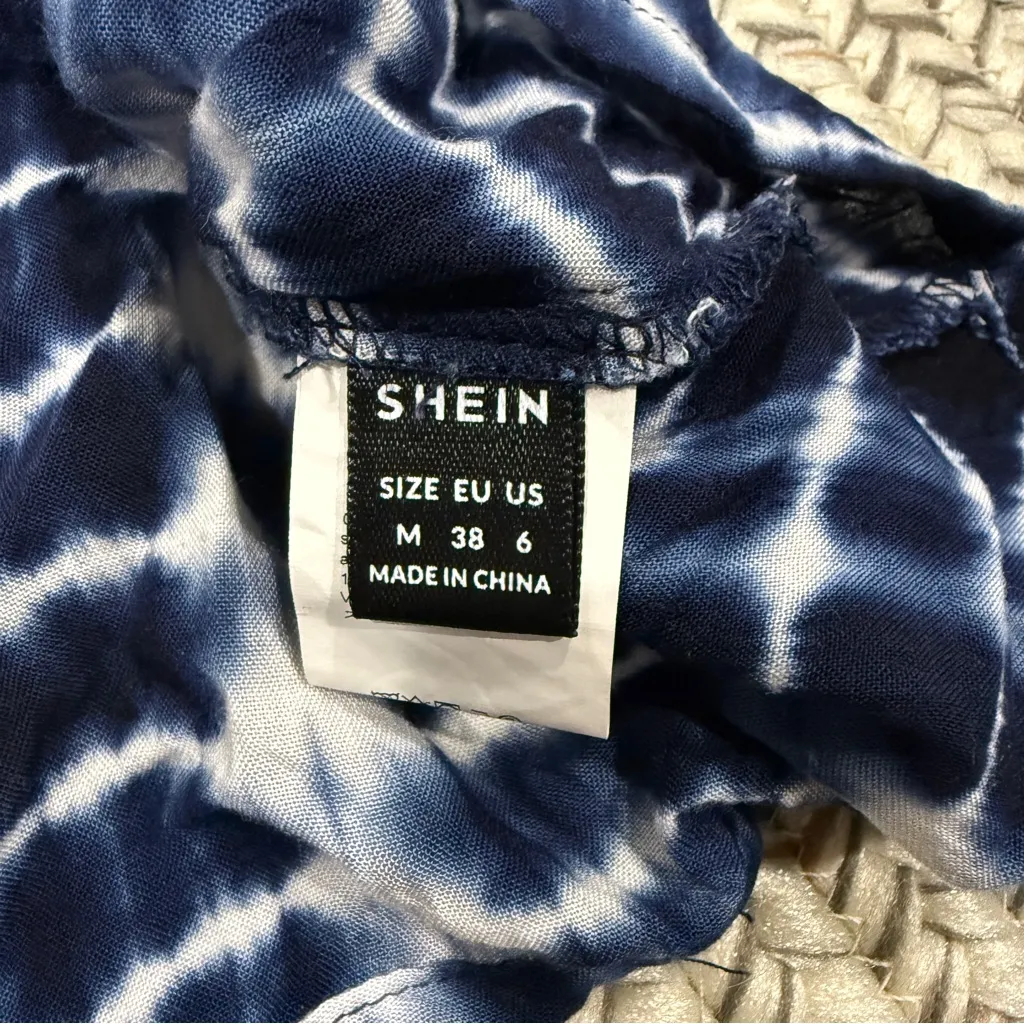 SHEIN
SIZE EU US
M 38 6
MADE IN CHINA